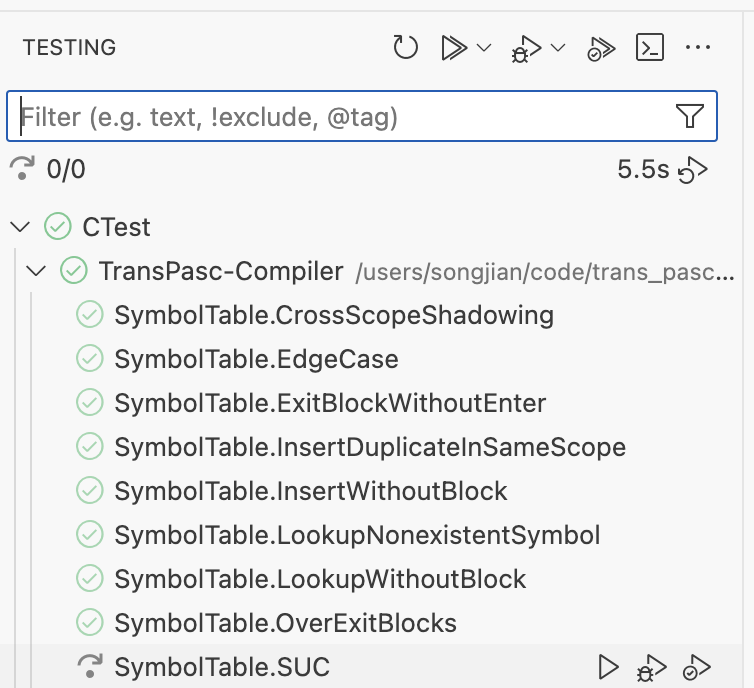 TESTING
Filter (e.g. text, !exclude, @tag)
0/0 5.5s
CTest
TransPasc-Compiler /users/songjian/code/trans_pasc...
SymbolTable.CrossScopeShadowing
SymbolTable.EdgeCase
SymbolTable.ExitBlockWithoutEnter
SymbolTable.InsertDuplicateInSameScope
SymbolTable.InsertWithoutBlock
SymbolTable.LookupNonexistentSymbol
SymbolTable.LookupWithoutBlock
SymbolTable.OverExitBlocks
SymbolTable.SUC